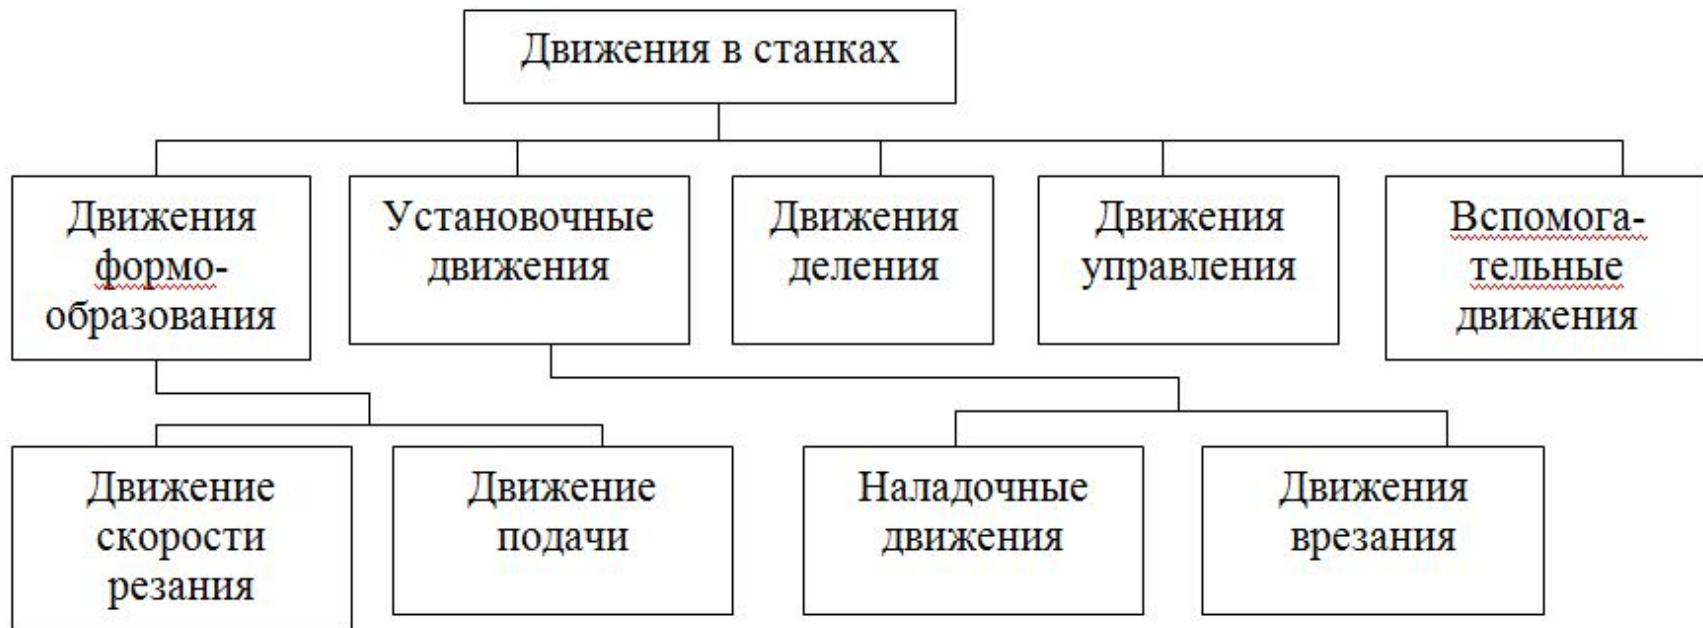 Движения в станках
Движения
формо-
образования
Установочные
движения
Движения
деления
Движения
управления
Вспомога-
тельные
движения
Движение
скорости
резания
Движение
подачи
Наладочные
движения
Движения
врезания